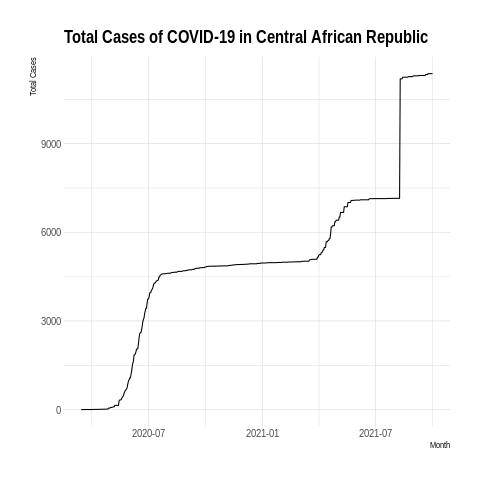 Total Cases of COVID-19 in Central African Republic
Total Cases
9000
6000
3000
0
2020-07
2021-01
2021-07
Month